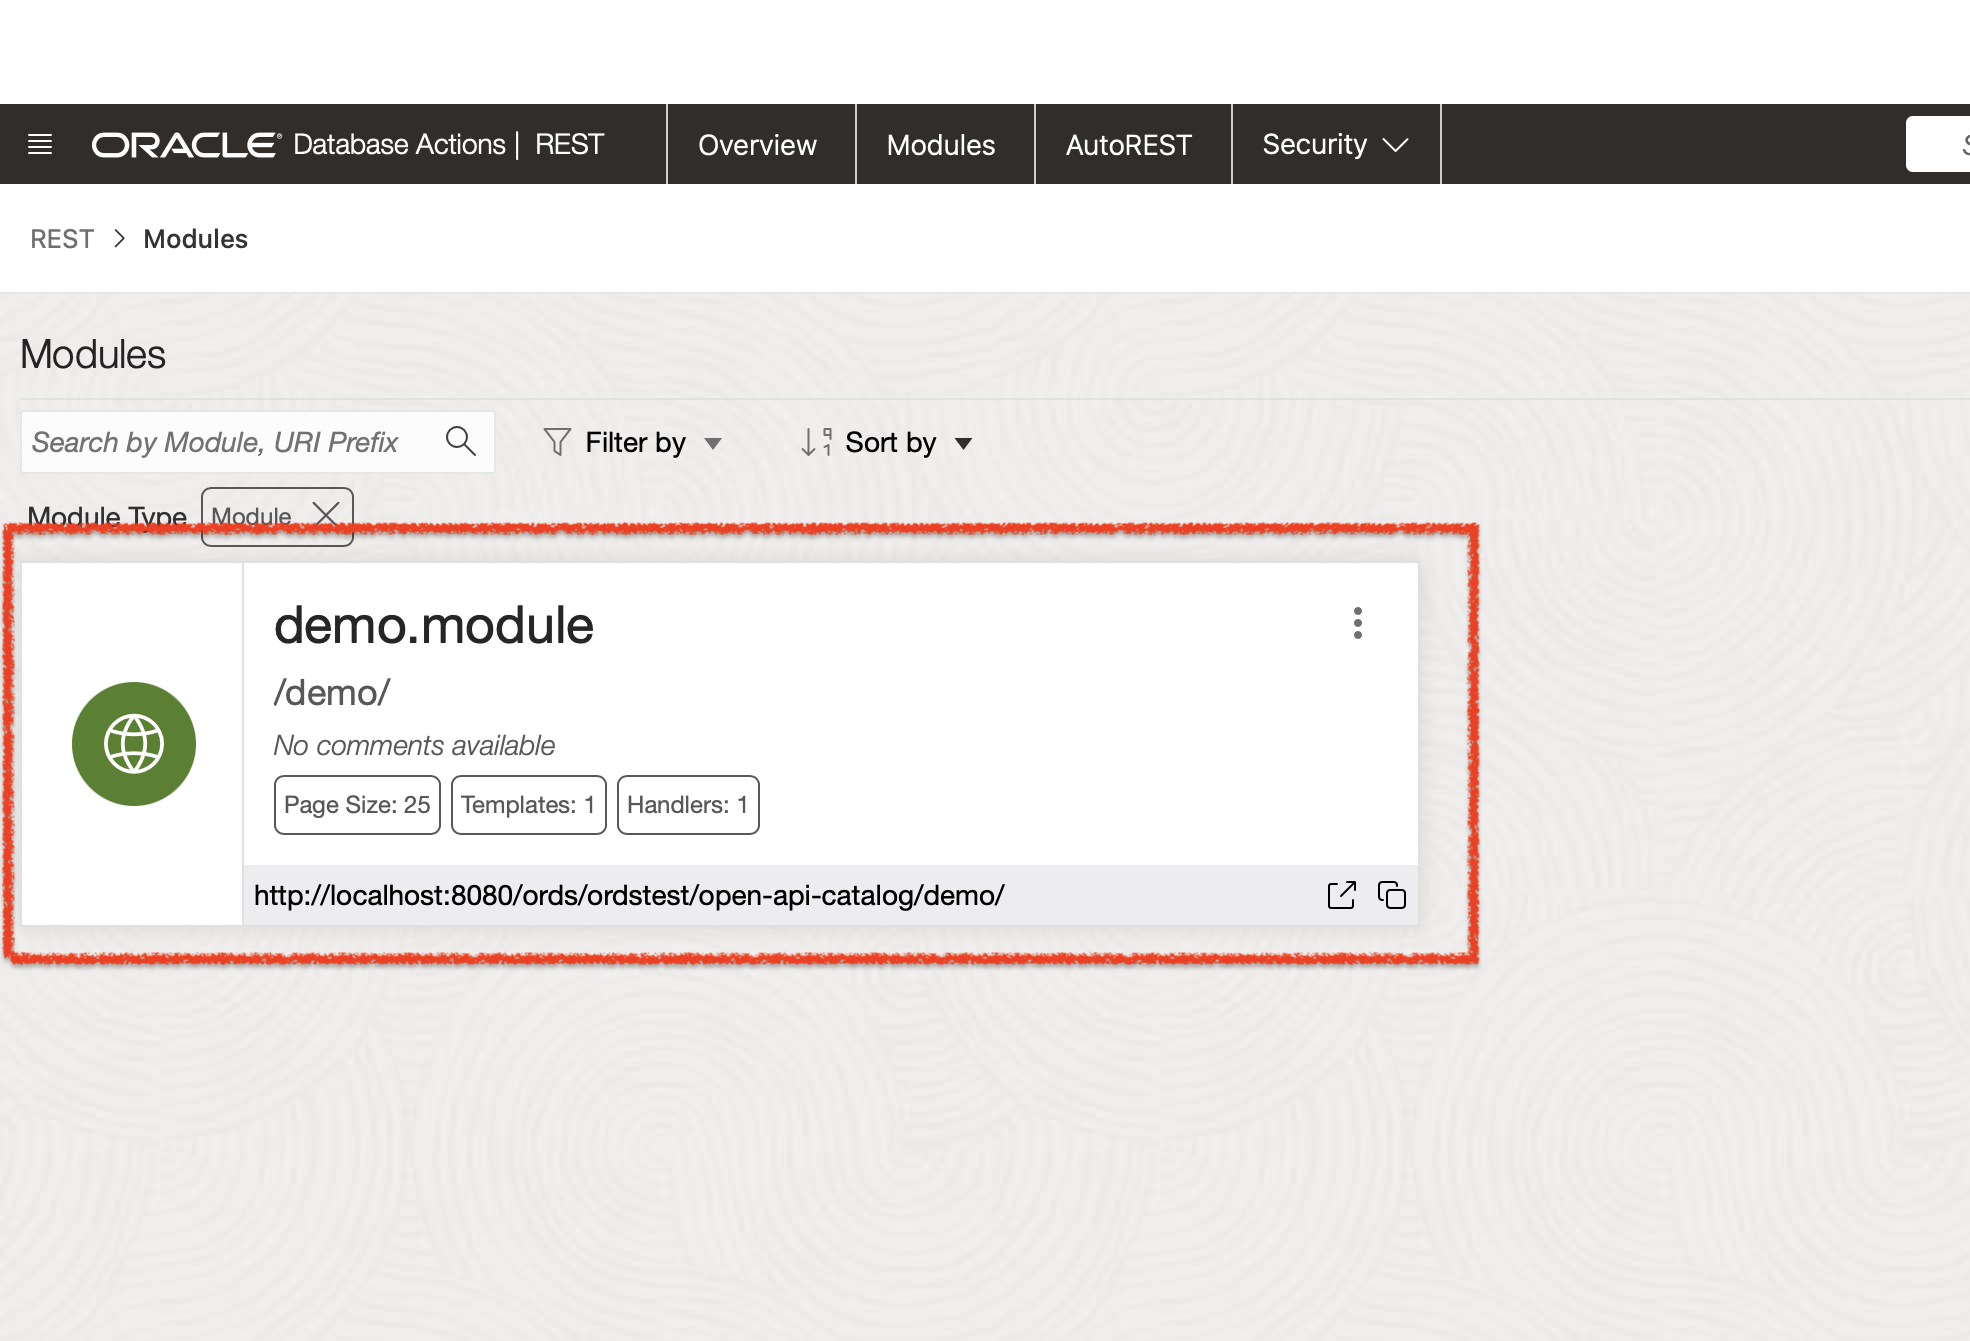 ORACLE Database Actions | REST Overview Modules AutoREST Security
REST > Modules
Modules
Search by Module, URI Prefix Filter by Sort by
Module Type Module
demo.module
/demo/
No comments available
Page Size: 25 Templates: 1 Handlers: 1
http://localhost:8080/ords/ordstest/open-api-catalog/demo/